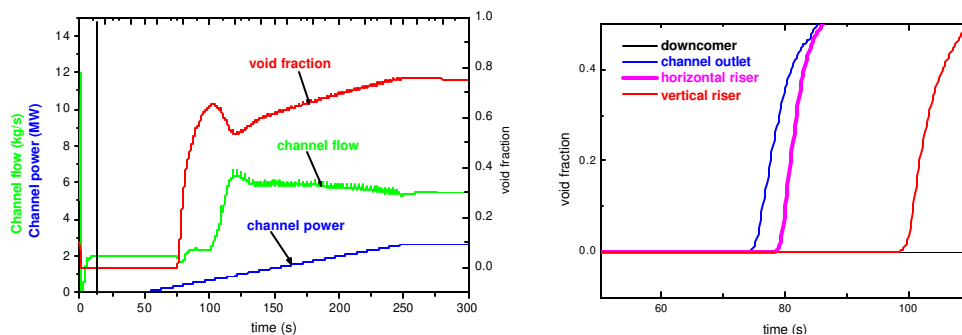 Channel flow (kg/s)
Channel power (MW)
14
12
10
8
6
4
2
0
void fraction
channel flow
channel power
1.0
0.8
0.6
0.4
0.2
0.0
void fraction
0
50
100
150
200
250
300
time (s)
void fraction
0.4
0.2
0.0
downcomer
channel outlet
horizontal riser
vertical riser
60
80
100
time (s)